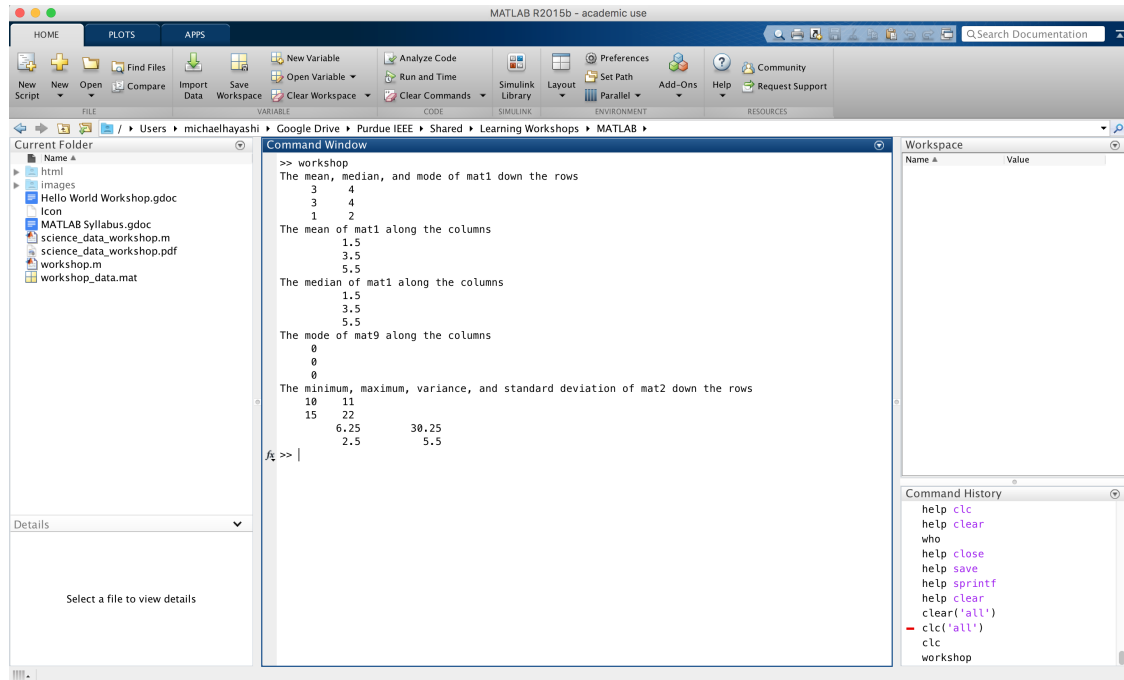 MATLAB R2015b - academic use
HOME PLOTS APPS
Search Documentation
New Script
New
Open
Find Files
Compare
Import Data
Save Workspace
New Variable
Open Variable
Clear Workspace
Analyze Code
Run and Time
Clear Commands
Simulink Library
Layout
Preferences
Set Path
Parallel
Add-Ons
Help
Community
Request Support
FILE VARIABLE CODE SIMULINK ENVIRONMENT RESOURCES
/ Users michaelhayashi Google Drive Purdue IEEE Shared Learning Workshops MATLAB
Current Folder
Name
html
images
Hello World Workshop.gdoc
Icon
MATLAB Syllabus.gdoc
science_data_workshop.m
science_data_workshop.pdf
workshop.m
workshop_data.mat
Details
Select a file to view details
Command Window
>> workshop
The mean, median, and mode of mat1 down the rows
3 4
3 4
1 2
The mean of mat1 along the columns
1.5
3.5
5.5
The median of mat1 along the columns
1.5
3.5
5.5
The mode of mat9 along the columns
0
0
0
The minimum, maximum, variance, and standard deviation of mat2 down the rows
10 11
15 22
6.25 30.25
2.5 5.5
fx >>
Workspace
Name Value
Command History
help clc
help clear
who
help close
help save
help sprintf
help clear
clear('all')
clc('all')
clc
workshop